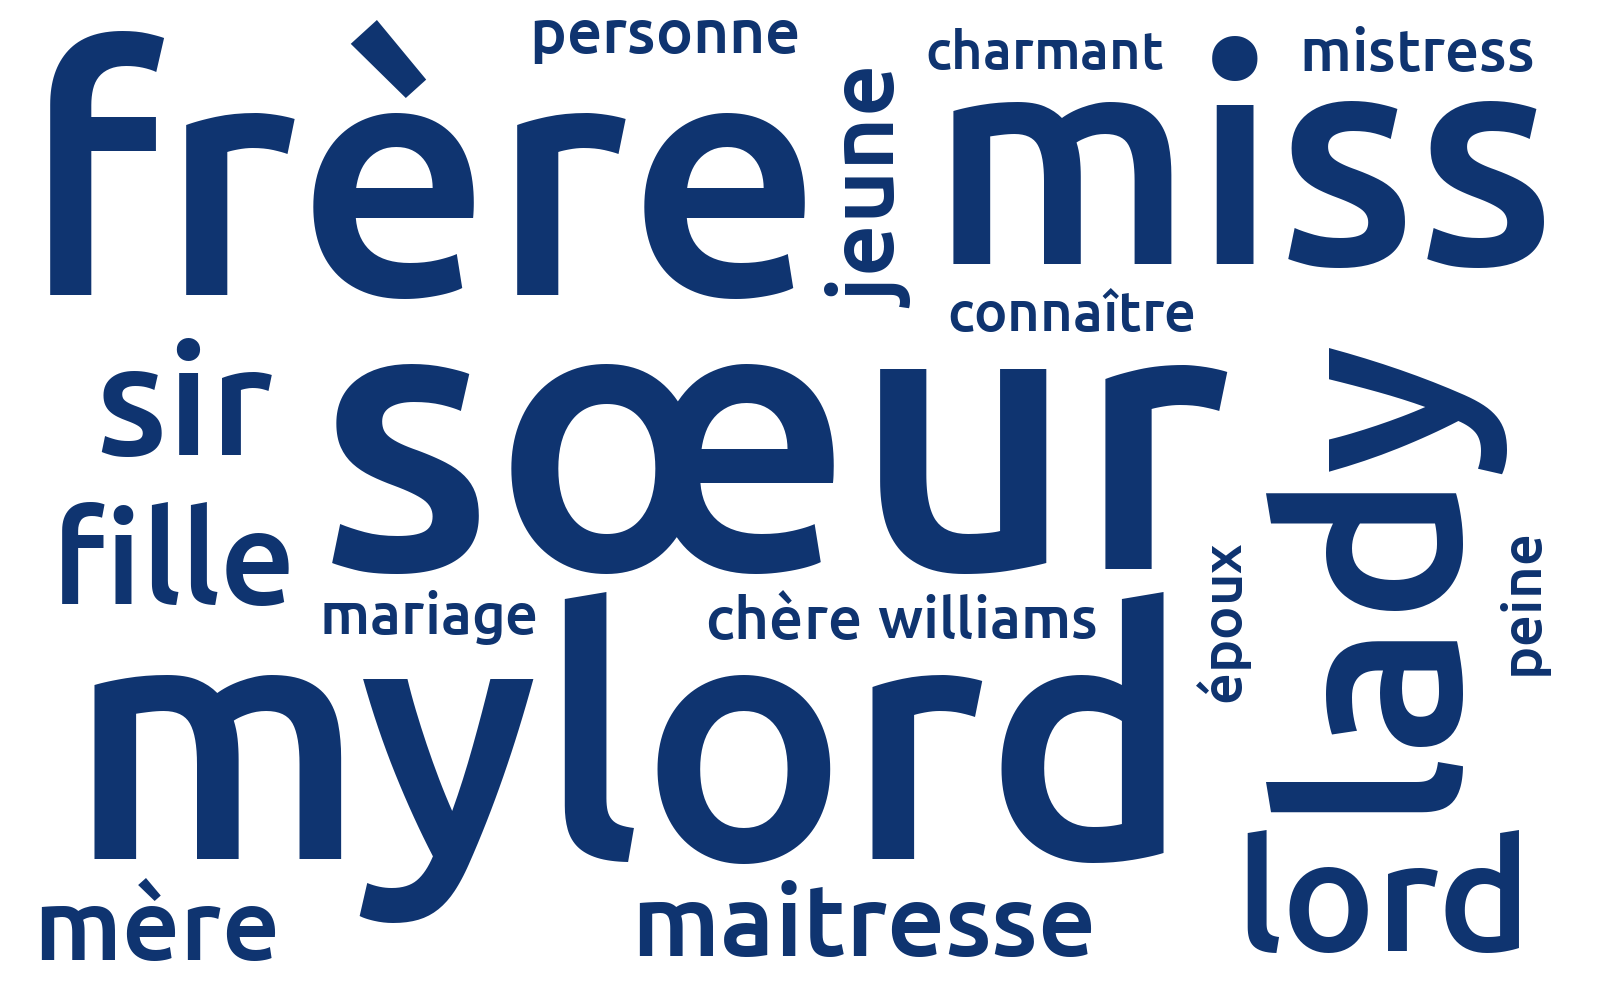 personne
charmant
mistress
frère
jeune
miss
connaître
sir
sœur
lady
fille
époux
peine
mariage
chère
williams
mylord
lord
mère
maitresse